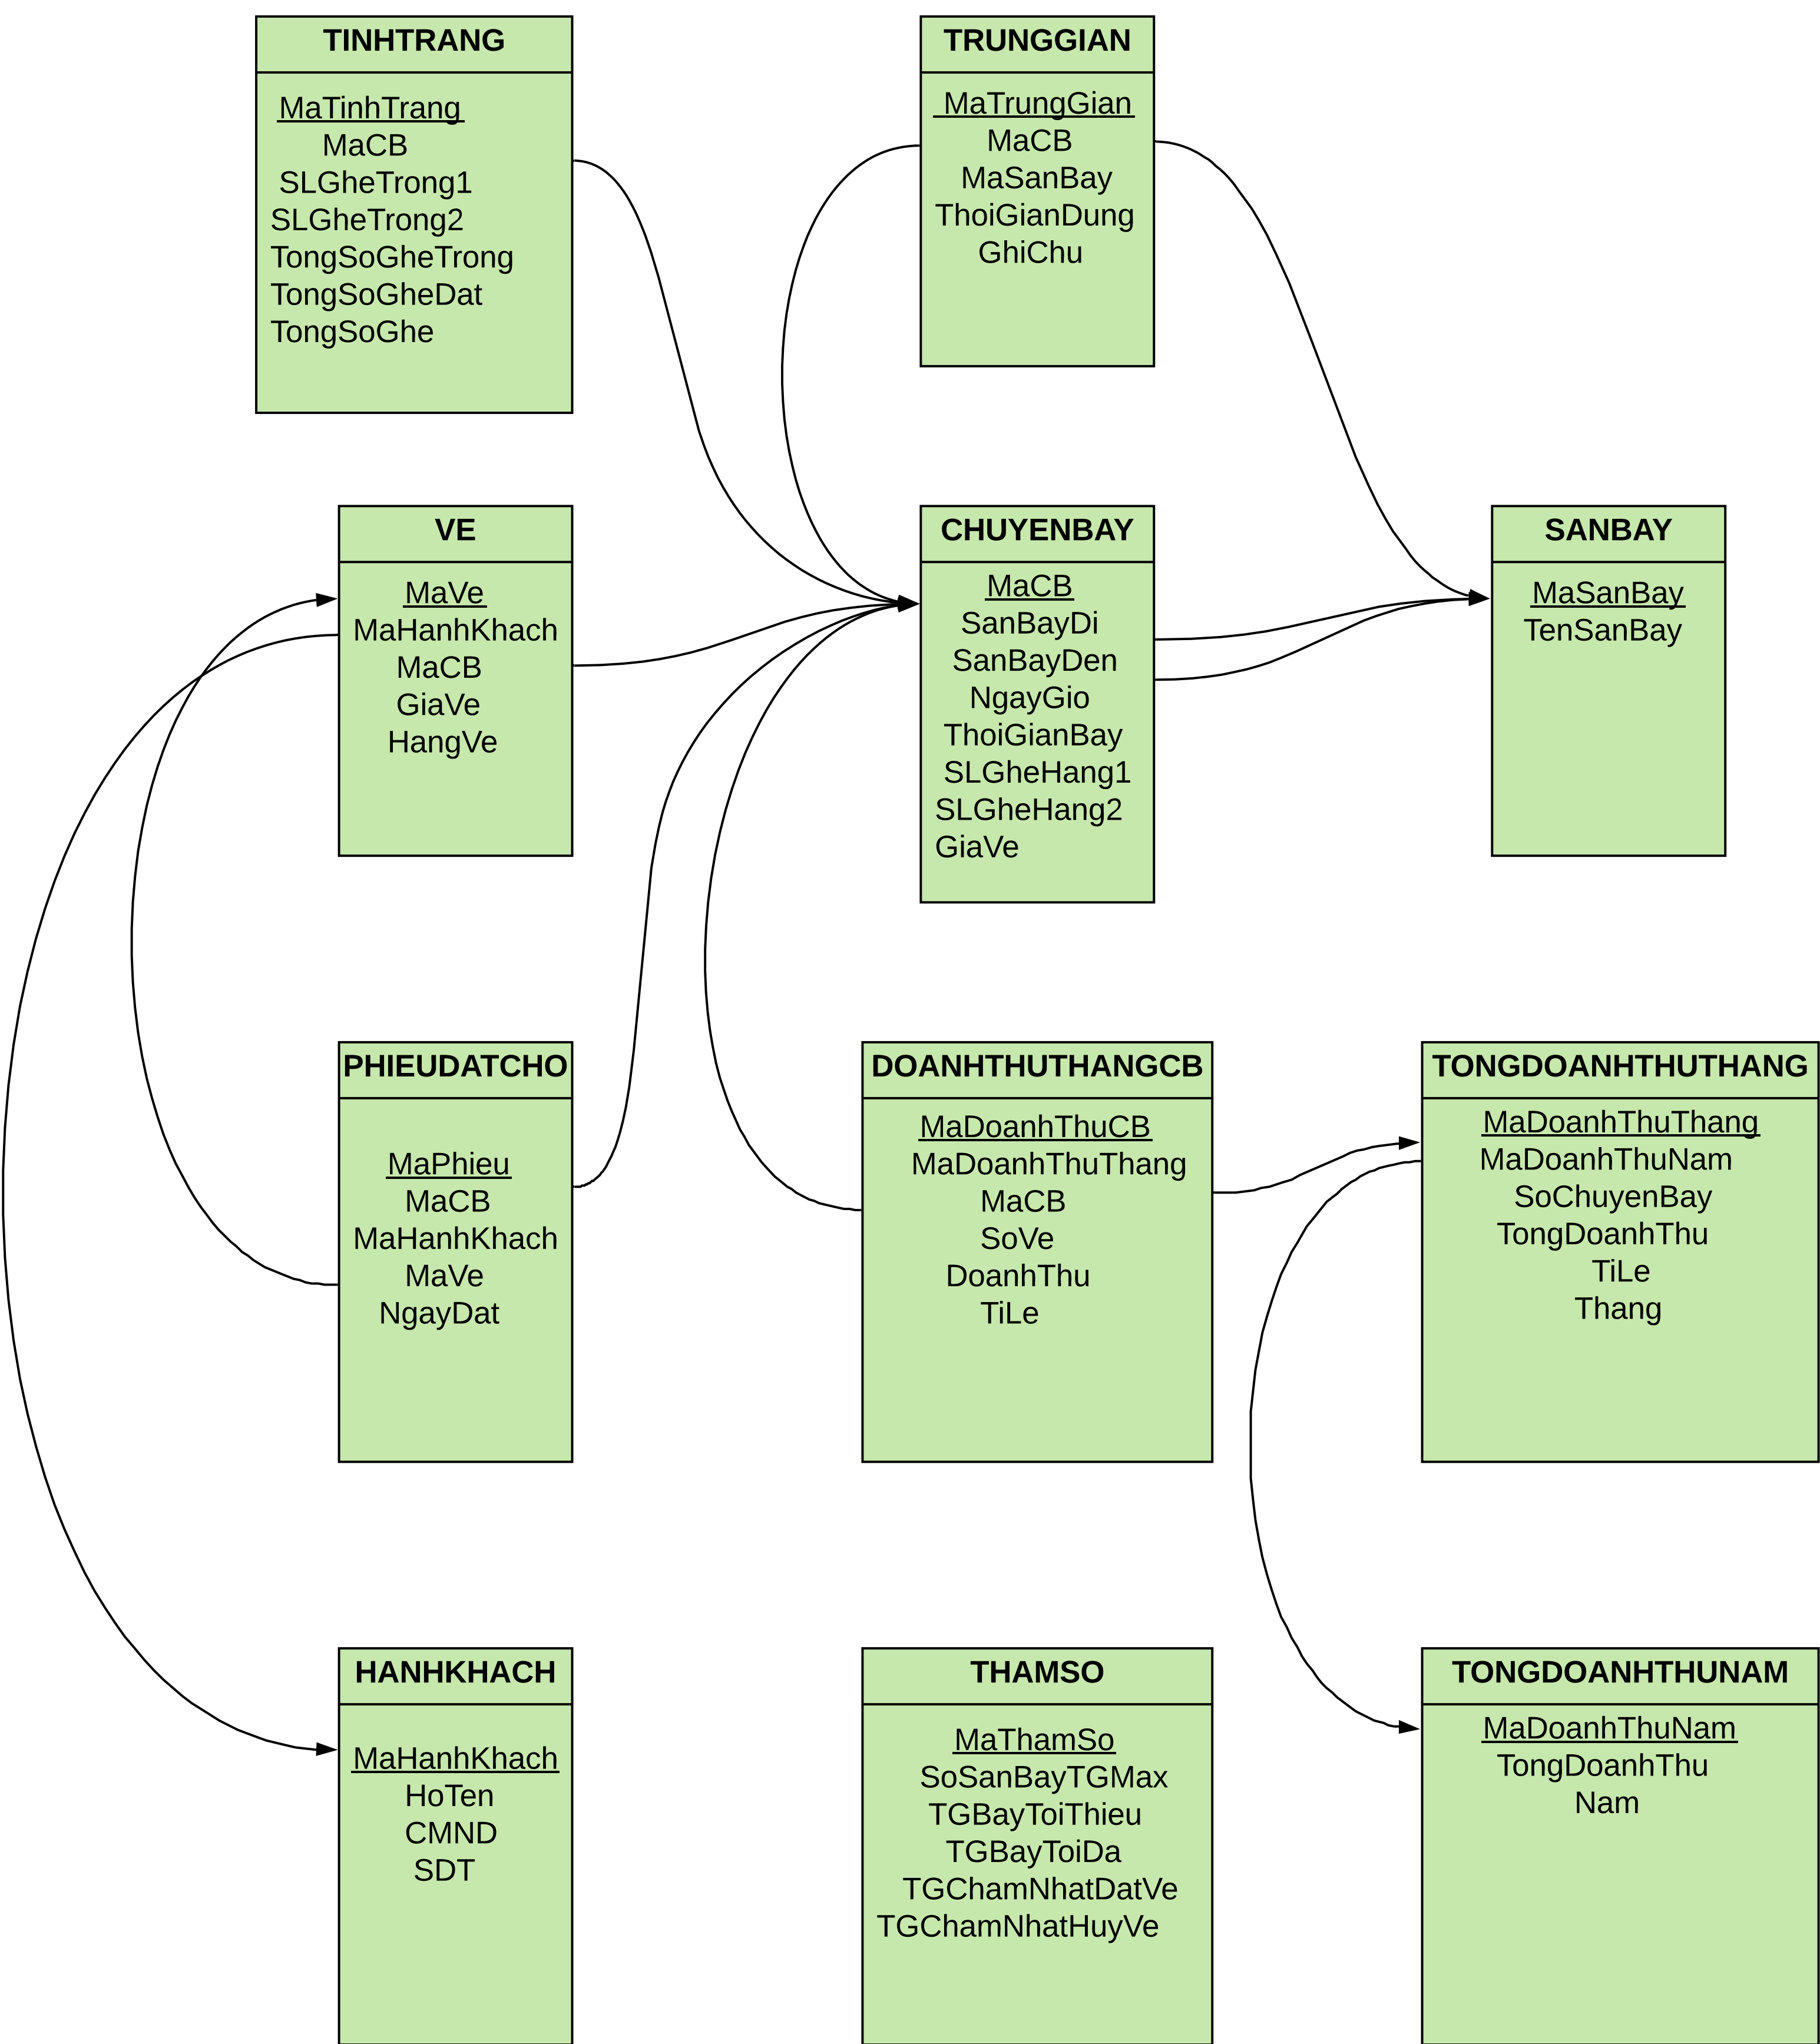 TINHTRANG
MaTinhTrang
MaCB
SLGheTrong1
SLGheTrong2
TongSoGheTrong
TongSoGheDat
TongSoGhe
TRUNGGIAN
MaTrungGian
MaCB
MaSanBay
ThoiGianDung
GhiChu
VE
MaVe
MaHanhKhach
MaCB
GiaVe
HangVe
CHUYENBAY
MaCB
SanBayDi
SanBayDen
NgayGio
ThoiGianBay
SLGheHang1
SLGheHang2
GiaVe
SANBAY
MaSanBay
TenSanBay
PHIEUDATCHO
MaPhieu
MaCB
MaHanhKhach
MaVe
NgayDat
DOANHTHUTHANGCB
MaDoanhThuCB
MaDoanhThuThang
MaCB
SoVe
DoanhThu
TiLe
TONGDOANHTHUTHANG
MaDoanhThuThang
MaDoanhThuNam
SoChuyenBay
TongDoanhThu
TiLe
Thang
HANHKHACH
MaHanhKhach
HoTen
CMND
SDT
THAMSO
MaThamSo
SoSanBayTGMax
TGBayToiThieu
TGBayToiDa
TGChamNhatDatVe
TGChamNhatHuyVe
TONGDOANHTHUNAM
MaDoanhThuNam
TongDoanhThu
Nam